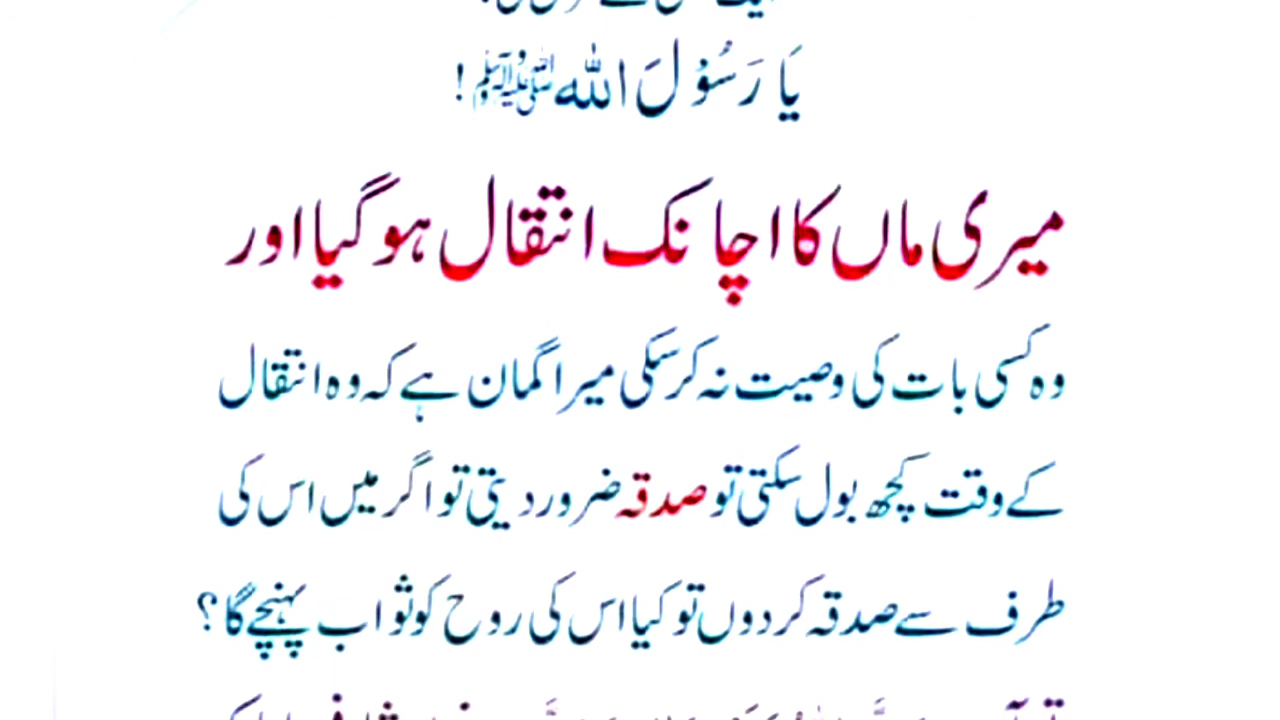 یَا رَسُوْلَ اللہ ﷺ!
میری ماں کا اچانک انتقال ہو گیا اور
وہ کسی بات کی وصیت نہ کر سکی میرا گمان ہے کہ وہ انتقال
کے وقت کچھ بول سکتی تو صدقہ ضرور دیتی تو اگر میں اس کی
طرف سے صدقہ کر دوں تو کیا اس کی روح کو ثواب پہنچے گا؟